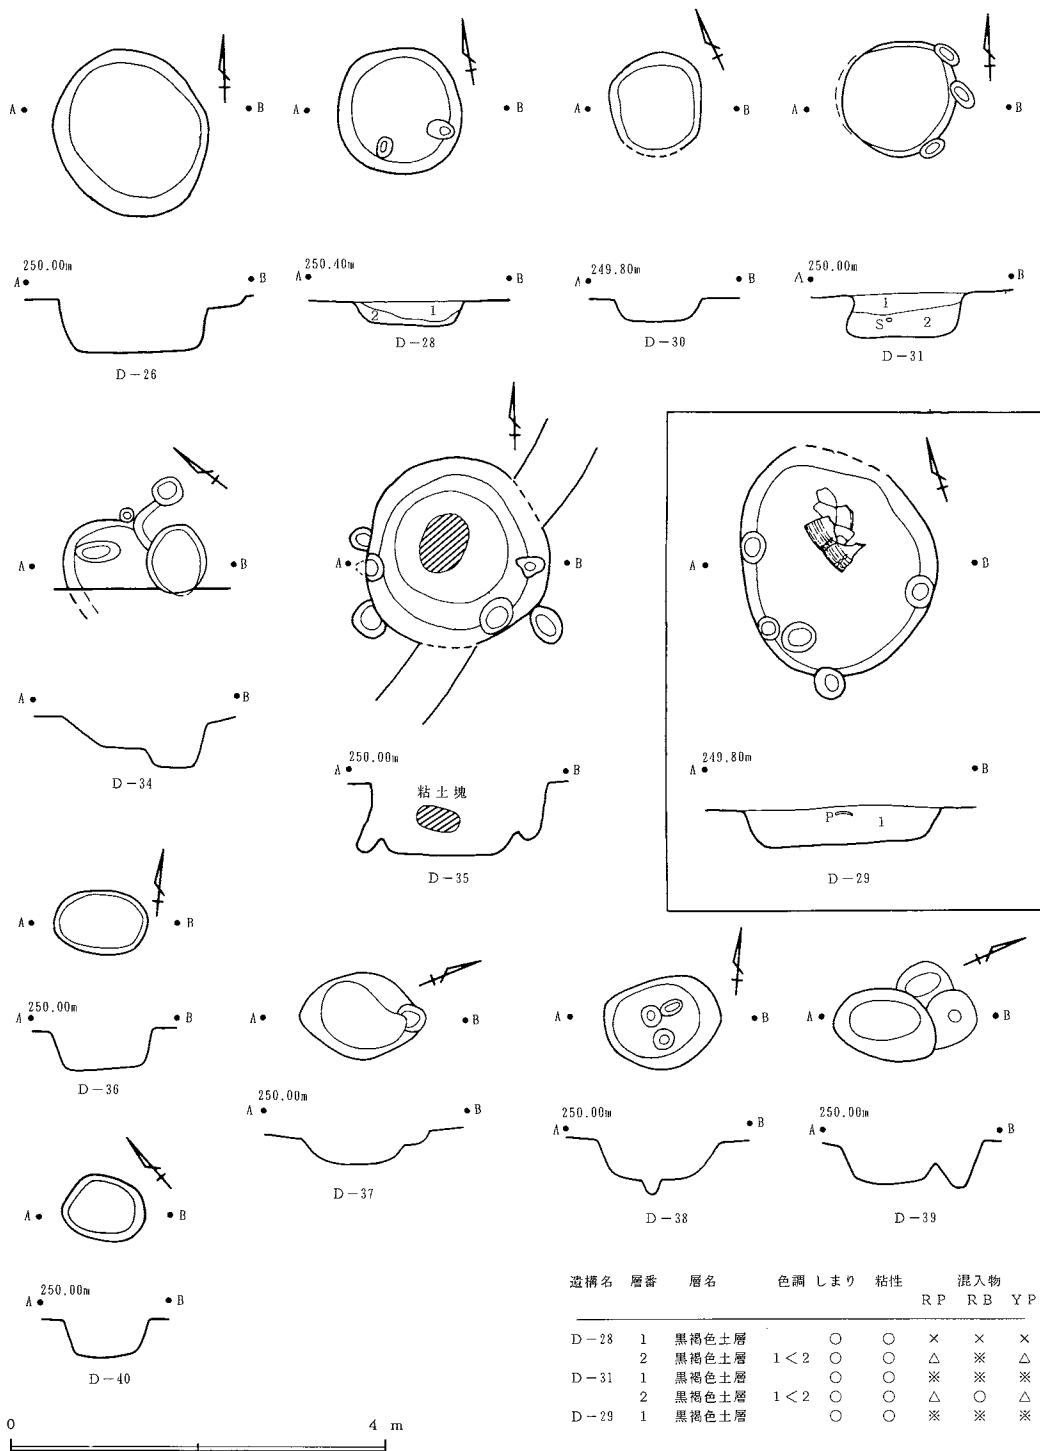 A B A B A B A B
250.00m 250.40m 249.80m 250.00m
A B A B A B A B
2 1
1
S 2
D-26 D-28 D-30 D-31
A B A B A B
A B
D-34
250.00m
A B
粘土塊
D-35
249.80m
A B
P 1
D-29
A B
250.00m
A B
D-36
A B A B A B
250.00m 250.00m 250.00m
A B A B A B
D-37 D-38 D-39
A B
250.00m
A B
D-40
遺構名 層番 層名 色調 しまり 粘性 混入物
RP RB YP
D-28 1 黒褐色土層 ○ ○ × × ×
2 黒褐色土層 1<2 ○ ○ △ ※ △
D-31 1 黒褐色土層 ○ ○ ※ ※ ※
2 黒褐色土層 1<2 ○ ○ △ ○ △
D-29 1 黒褐色土層 ○ ○ ※ ※ ※
0 4 m